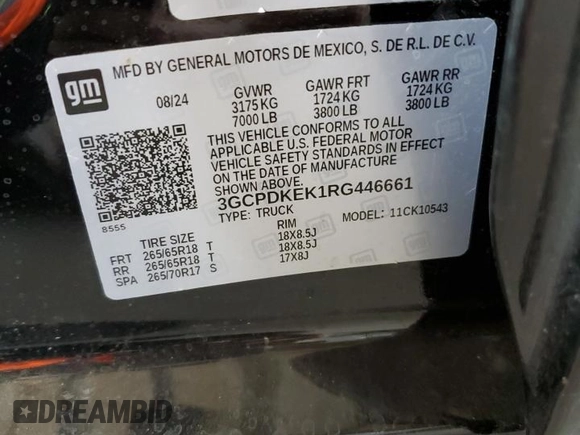 gm
MFD BY GENERAL MOTORS DE MEXICO, S. DE R.L. DE C.V.
08/24 GVWR GAWR FRT GAWR RR
3175 KG 1724 KG 1724 KG
7000 LB 3800 LB 3800 LB
THIS VEHICLE CONFORMS TO ALL
APPLICABLE U.S. FEDERAL MOTOR
VEHICLE SAFETY STANDARDS IN EFFECT
ON THE DATE OF MANUFACTURE
SHOWN ABOVE.
3GCPDKEK1RG446661
TYPE: TRUCK MODEL: 11CK10543
8555
TIRE SIZE RIM
FRT 265/65R18 T 18X8.5J
RR 265/65R18 T 18X8.5J
SPA 265/70R17 S 17X8J
DREAMBID